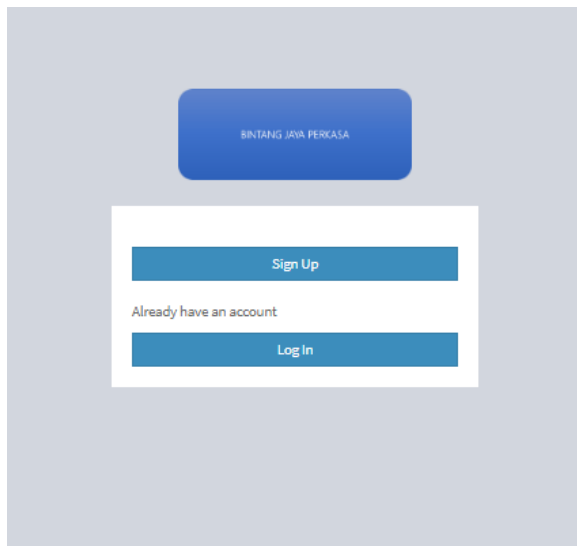 BINTANG JAYA PERKASA
Sign Up
Already have an account
Log In